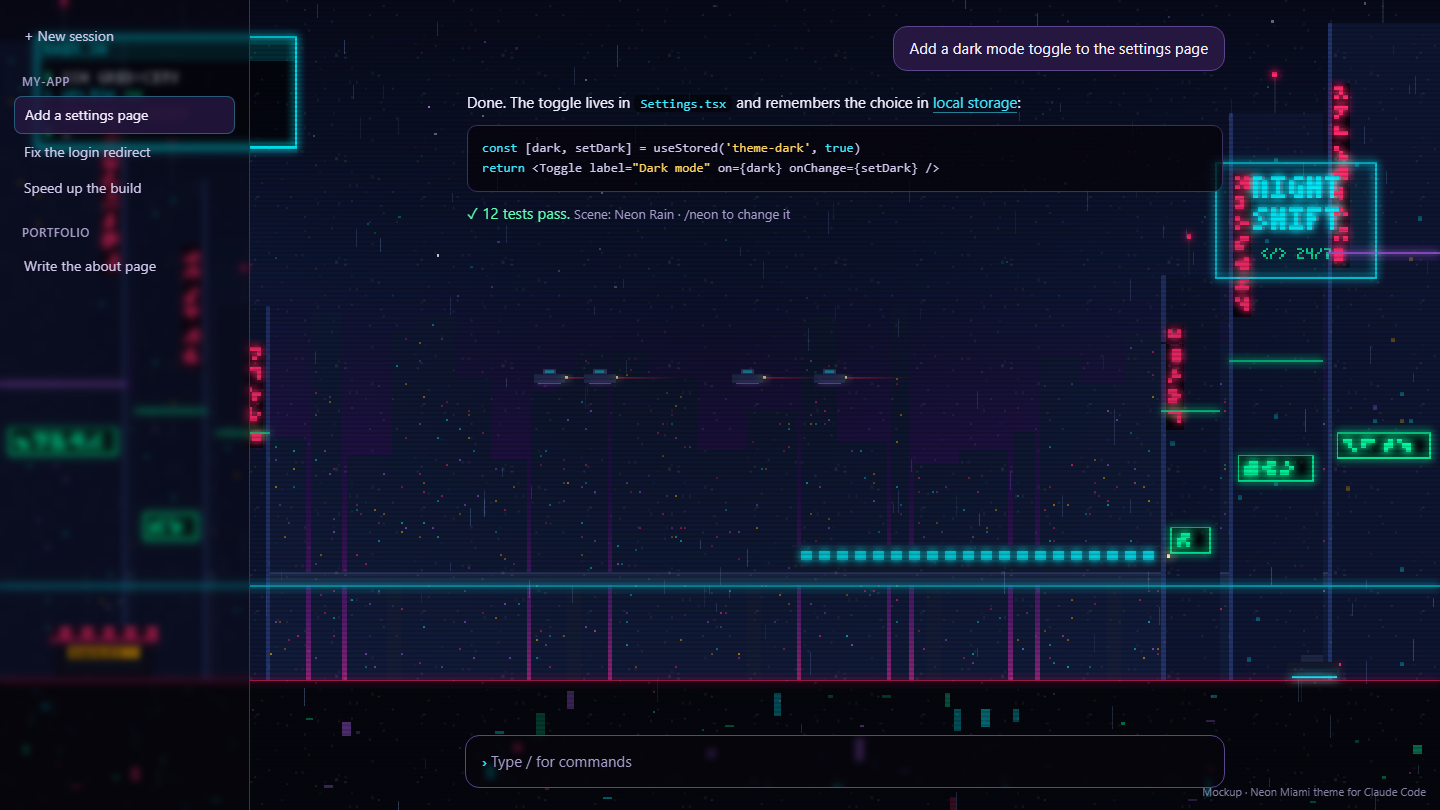 + New session
MY-APP
Add a settings page
Fix the login redirect
Speed up the build
PORTFOLIO
Write the about page
Add a dark mode toggle to the settings page
Done. The toggle lives in Settings.tsx and remembers the choice in local storage:
const [dark, setDark] = useStored('theme-dark', true)
return <Toggle label="Dark mode" on={dark} onChange={setDark} />
✓ 12 tests pass. Scene: Neon Rain · /neon to change it
NIGHT
SHIFT
</> 24/7
› Type / for commands
Mockup · Neon Miami theme for Claude Code